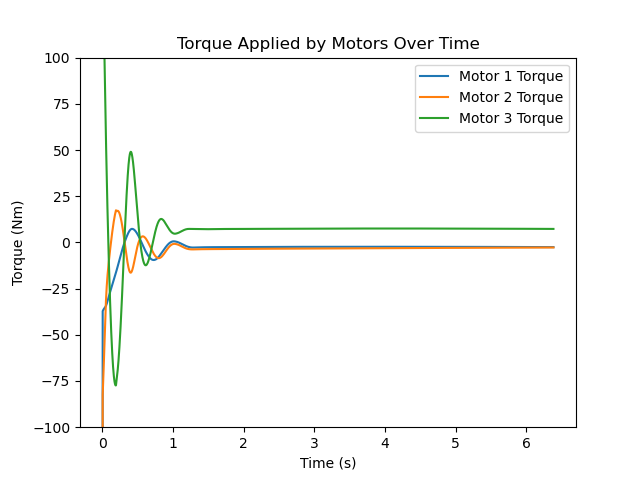 Torque Applied by Motors Over Time
Torque (Nm)
100
75
50
25
0
−25
−50
−75
−100
Motor 1 Torque
Motor 2 Torque
Motor 3 Torque
0 1 2 3 4 5 6
Time (s)